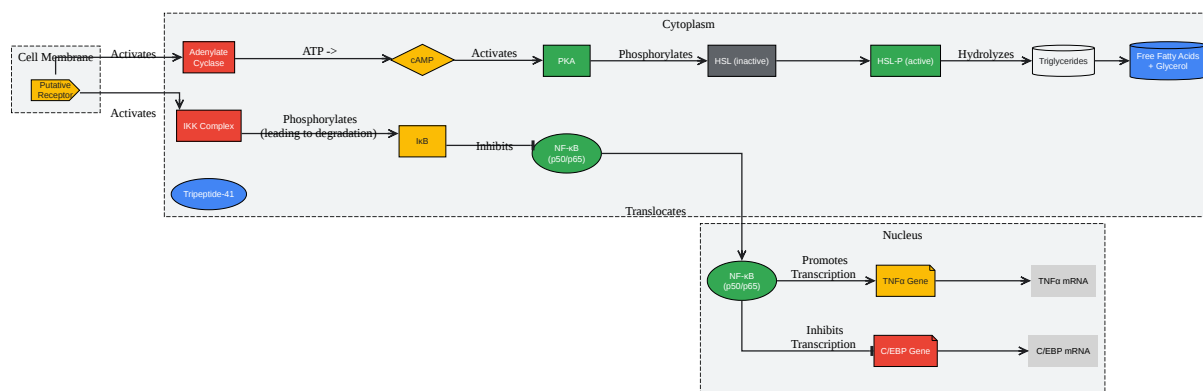 Cytoplasm
Cell Membrane
Activates
Adenylate
Cyclase
ATP ->
cAMP
Activates
PKA
Phosphorylates
HSL (inactive)
HSL-P (active)
Hydrolyzes
Triglycerides
Free Fatty Acids
+ Glycerol
Putative
Receptor
Activates
IKK Complex
Phosphorylates
(leading to degradation)
IκB
Inhibits
NF-κB
(p50/p65)
Tripeptide-41
Translocates
Nucleus
NF-κB
(p50/p65)
Promotes
Transcription
TNFα Gene
TNFα mRNA
Inhibits
Transcription
C/EBP Gene
C/EBP mRNA